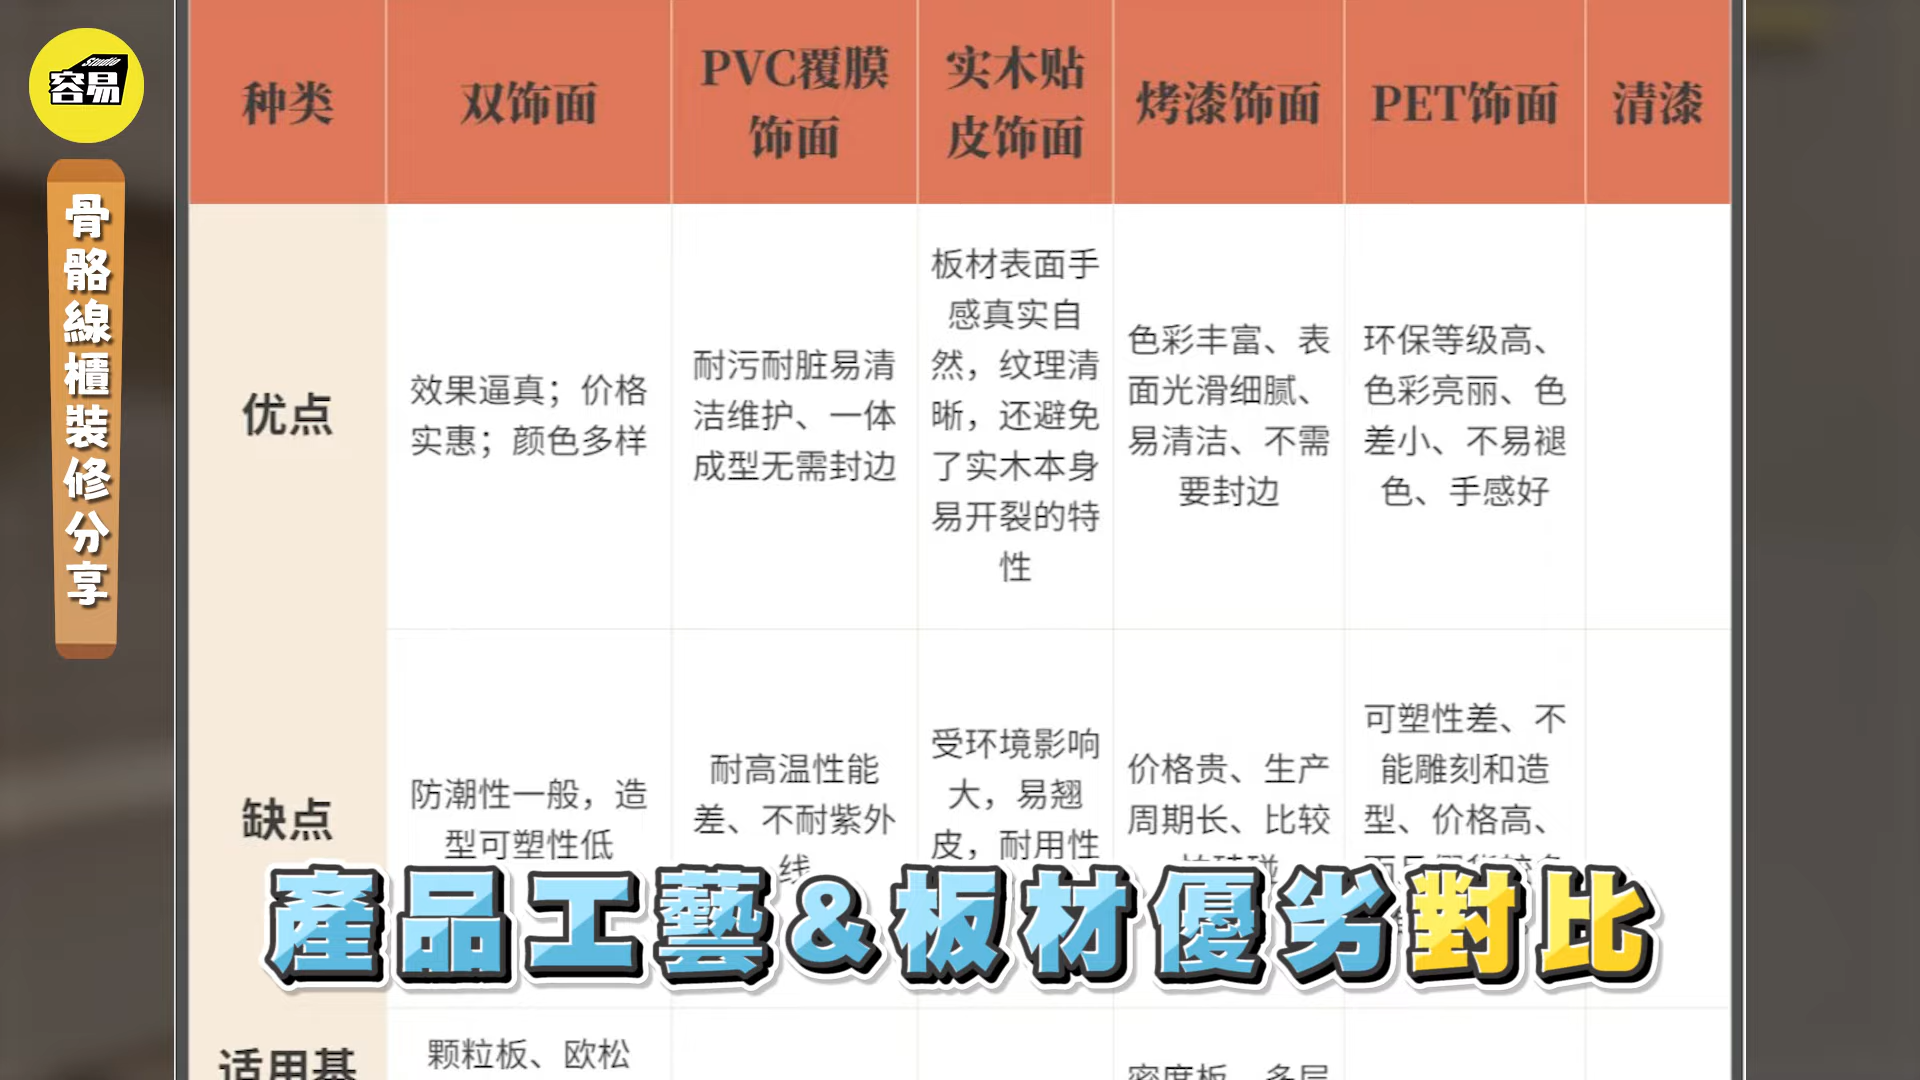 Studio
容易
骨骼線櫃裝修分享
种类
双饰面
PVC覆膜
饰面
实木贴
皮饰面
烤漆饰面
PET饰面
清漆
优点
效果逼真；价格
实惠；颜色多样
耐污耐脏易清
洁维护、一体
成型无需封边
板材表面手
感真实自
然，纹理清
晰，还避免
了实木本身
易开裂的特
性
色彩丰富、表
面光滑细腻、
易清洁、不需
要封边
环保等级高、
色彩亮丽、色
差小、不易褪
色、手感好
缺点
防潮性一般，造
型可塑性低
耐高温性能
差、不耐紫外
线
受环境影响
大，易翘
皮，耐用性
价格贵、生产
周期长、比较
可塑性差、不
能雕刻和造
型、价格高、
產品工藝&板材優劣對比
适用基
颗粒板、欧松
密度板、多层